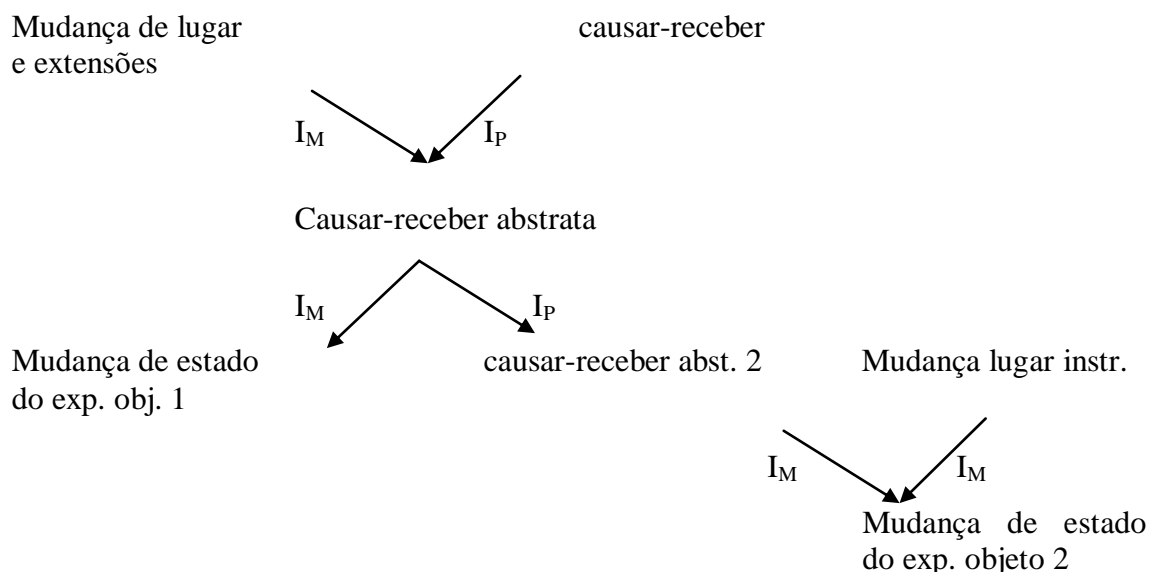 Mudança de lugar
e extensões
causar-receber
I_M
I_P
Causar-receber abstrata
I_M
I_P
Mudança de estado
do exp. obj. 1
causar-receber abst. 2
Mudança lugar instr.
I_M
I_M
Mudança de estado
do exp. objeto 2